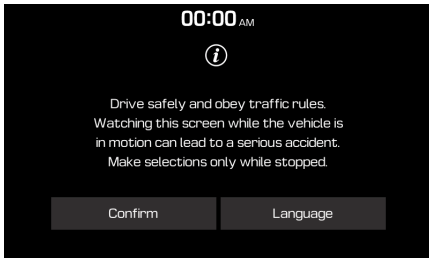 00:00 AM
i
Drive safely and obey traffic rules.
Watching this screen while the vehicle is
in motion can lead to a serious accident.
Make selections only while stopped.
Confirm Language